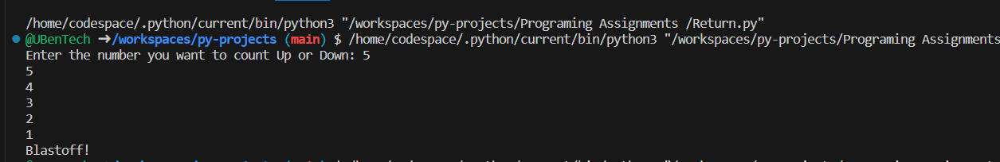 /home/codespace/.python/current/bin/python3 "/workspaces/py-projects/Programing Assignments /Return.py"
@UBenTech ➜/workspaces/py-projects (main) $ /home/codespace/.python/current/bin/python3 "/workspaces/py-projects/Programing Assignments
Enter the number you want to count Up or Down: 5
5
4
3
2
1
Blastoff!